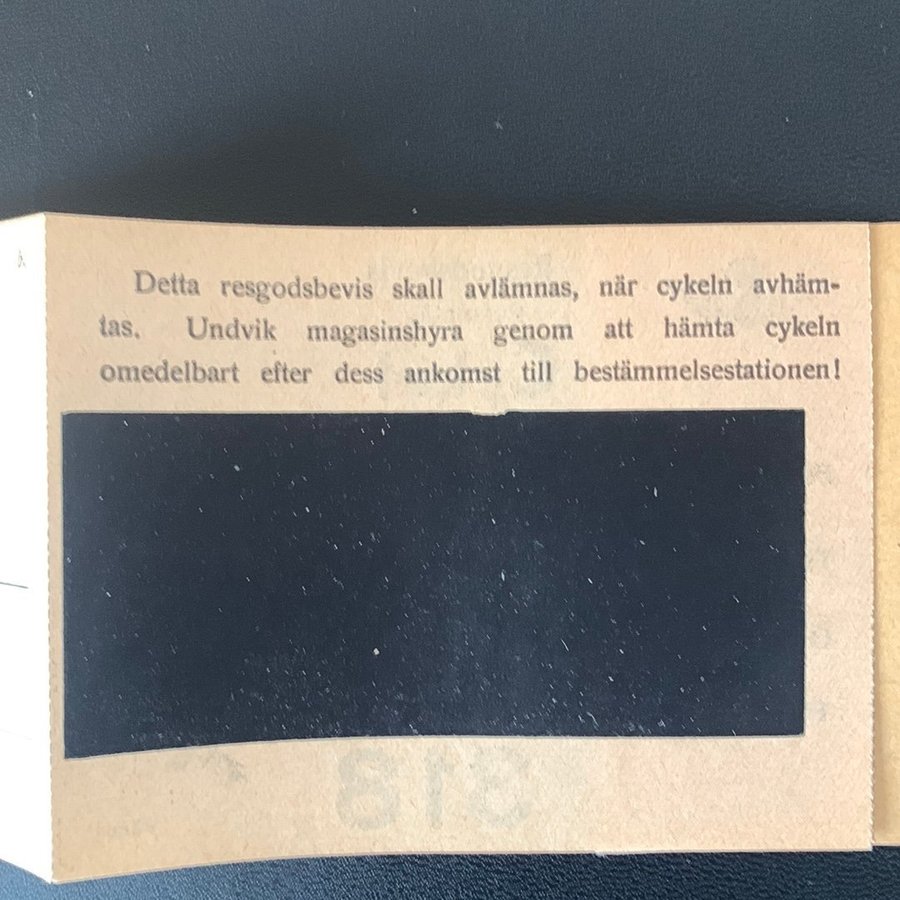 Detta resgodsbevis skall avlämnas, när cykeln avhäm-
tas. Undvik magasinshyra genom att hämta cykeln
omedelbart efter dess ankomst till bestämmelsestationen!
818